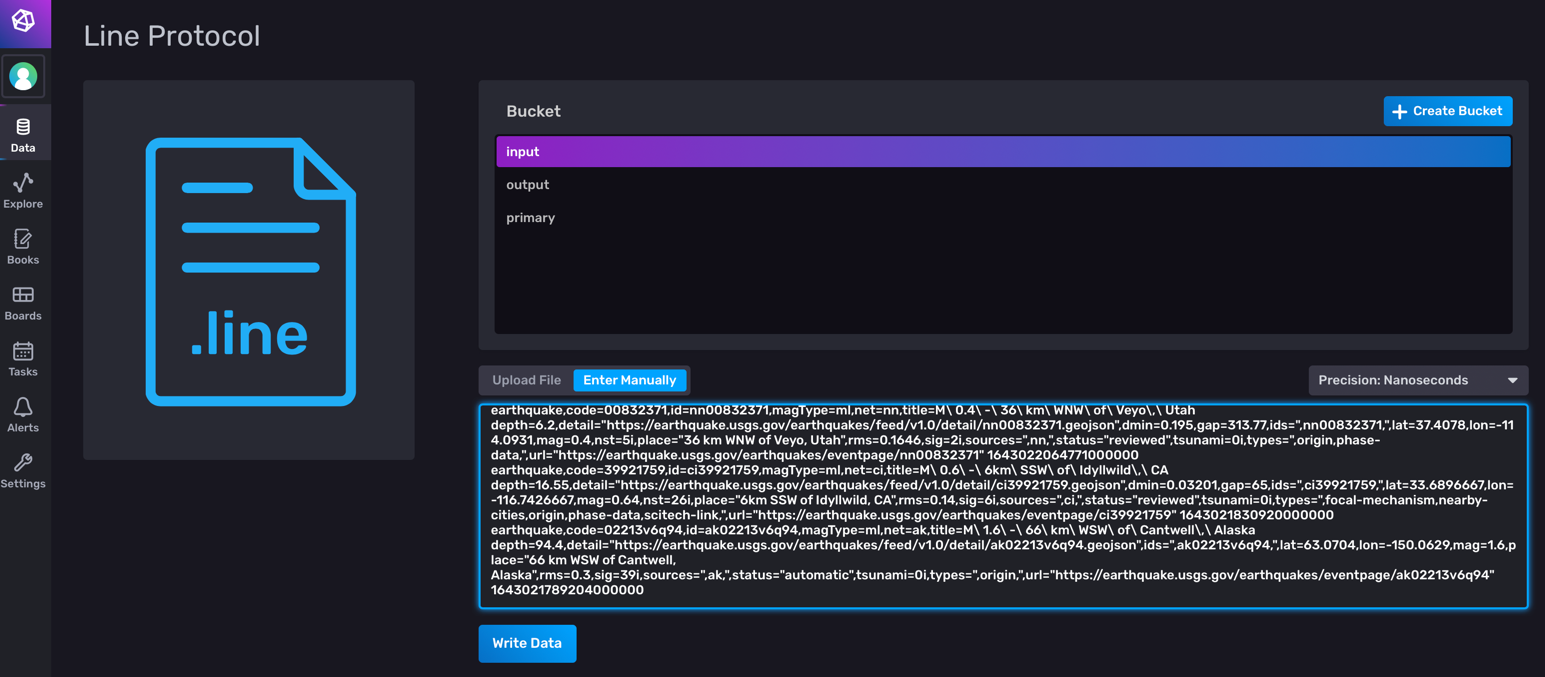 Line Protocol
Data
Explore
Books
Boards
Tasks
Alerts
Settings
.line
Bucket
Create Bucket
input
output
primary
Upload File
Enter Manually
Precision: Nanoseconds
earthquake,code=00832371,id=nn00832371,magType=ml,net=nn,title=M\ 0.4\ -\ 36\ km\ WNW\ of\ Veyo\,\ Utah
depth=6.2,detail="https://earthquake.usgs.gov/earthquakes/feed/v1.0/detail/nn00832371.geojson",dmin=0.195,gap=313.77,ids=",nn00832371,",lat=37.4078,lon=-11
4.0931,mag=0.4,nst=5i,place="36 km WNW of Veyo, Utah",rms=0.1646,sig=2i,sources=",nn,",status="reviewed",tsunami=0i,types=",origin,phase-
data,",url="https://earthquake.usgs.gov/earthquakes/eventpage/nn00832371" 1643022064771000000
earthquake,code=39921759,id=ci39921759,magType=ml,net=ci,title=M\ 0.6\ -\ 6km\ SSW\ of\ Idyllwild\,\ CA
depth=16.55,detail="https://earthquake.usgs.gov/earthquakes/feed/v1.0/detail/ci39921759.geojson",dmin=0.03201,gap=65,ids=",ci39921759,",lat=33.6896667,lon=
-116.7426667,mag=0.64,nst=26i,place="6km SSW of Idyllwild, CA",rms=0.14,sig=6i,sources=",ci,",status="reviewed",tsunami=0i,types=",focal-mechanism,nearby-
cities,origin,phase-data,scitech-link,",url="https://earthquake.usgs.gov/earthquakes/eventpage/ci39921759" 1643021830920000000
earthquake,code=02213v6q94,id=ak02213v6q94,magType=ml,net=ak,title=M\ 1.6\ -\ 66\ km\ WSW\ of\ Cantwell\,\ Alaska
depth=94.4,detail="https://earthquake.usgs.gov/earthquakes/feed/v1.0/detail/ak02213v6q94.geojson",ids=",ak02213v6q94,",lat=63.0704,lon=-150.0629,mag=1.6,p
lace="66 km WSW of Cantwell,
Alaska",rms=0.3,sig=39i,sources=",ak,",status="automatic",tsunami=0i,types=",origin,",url="https://earthquake.usgs.gov/earthquakes/eventpage/ak02213v6q94"
1643021789204000000
Write Data